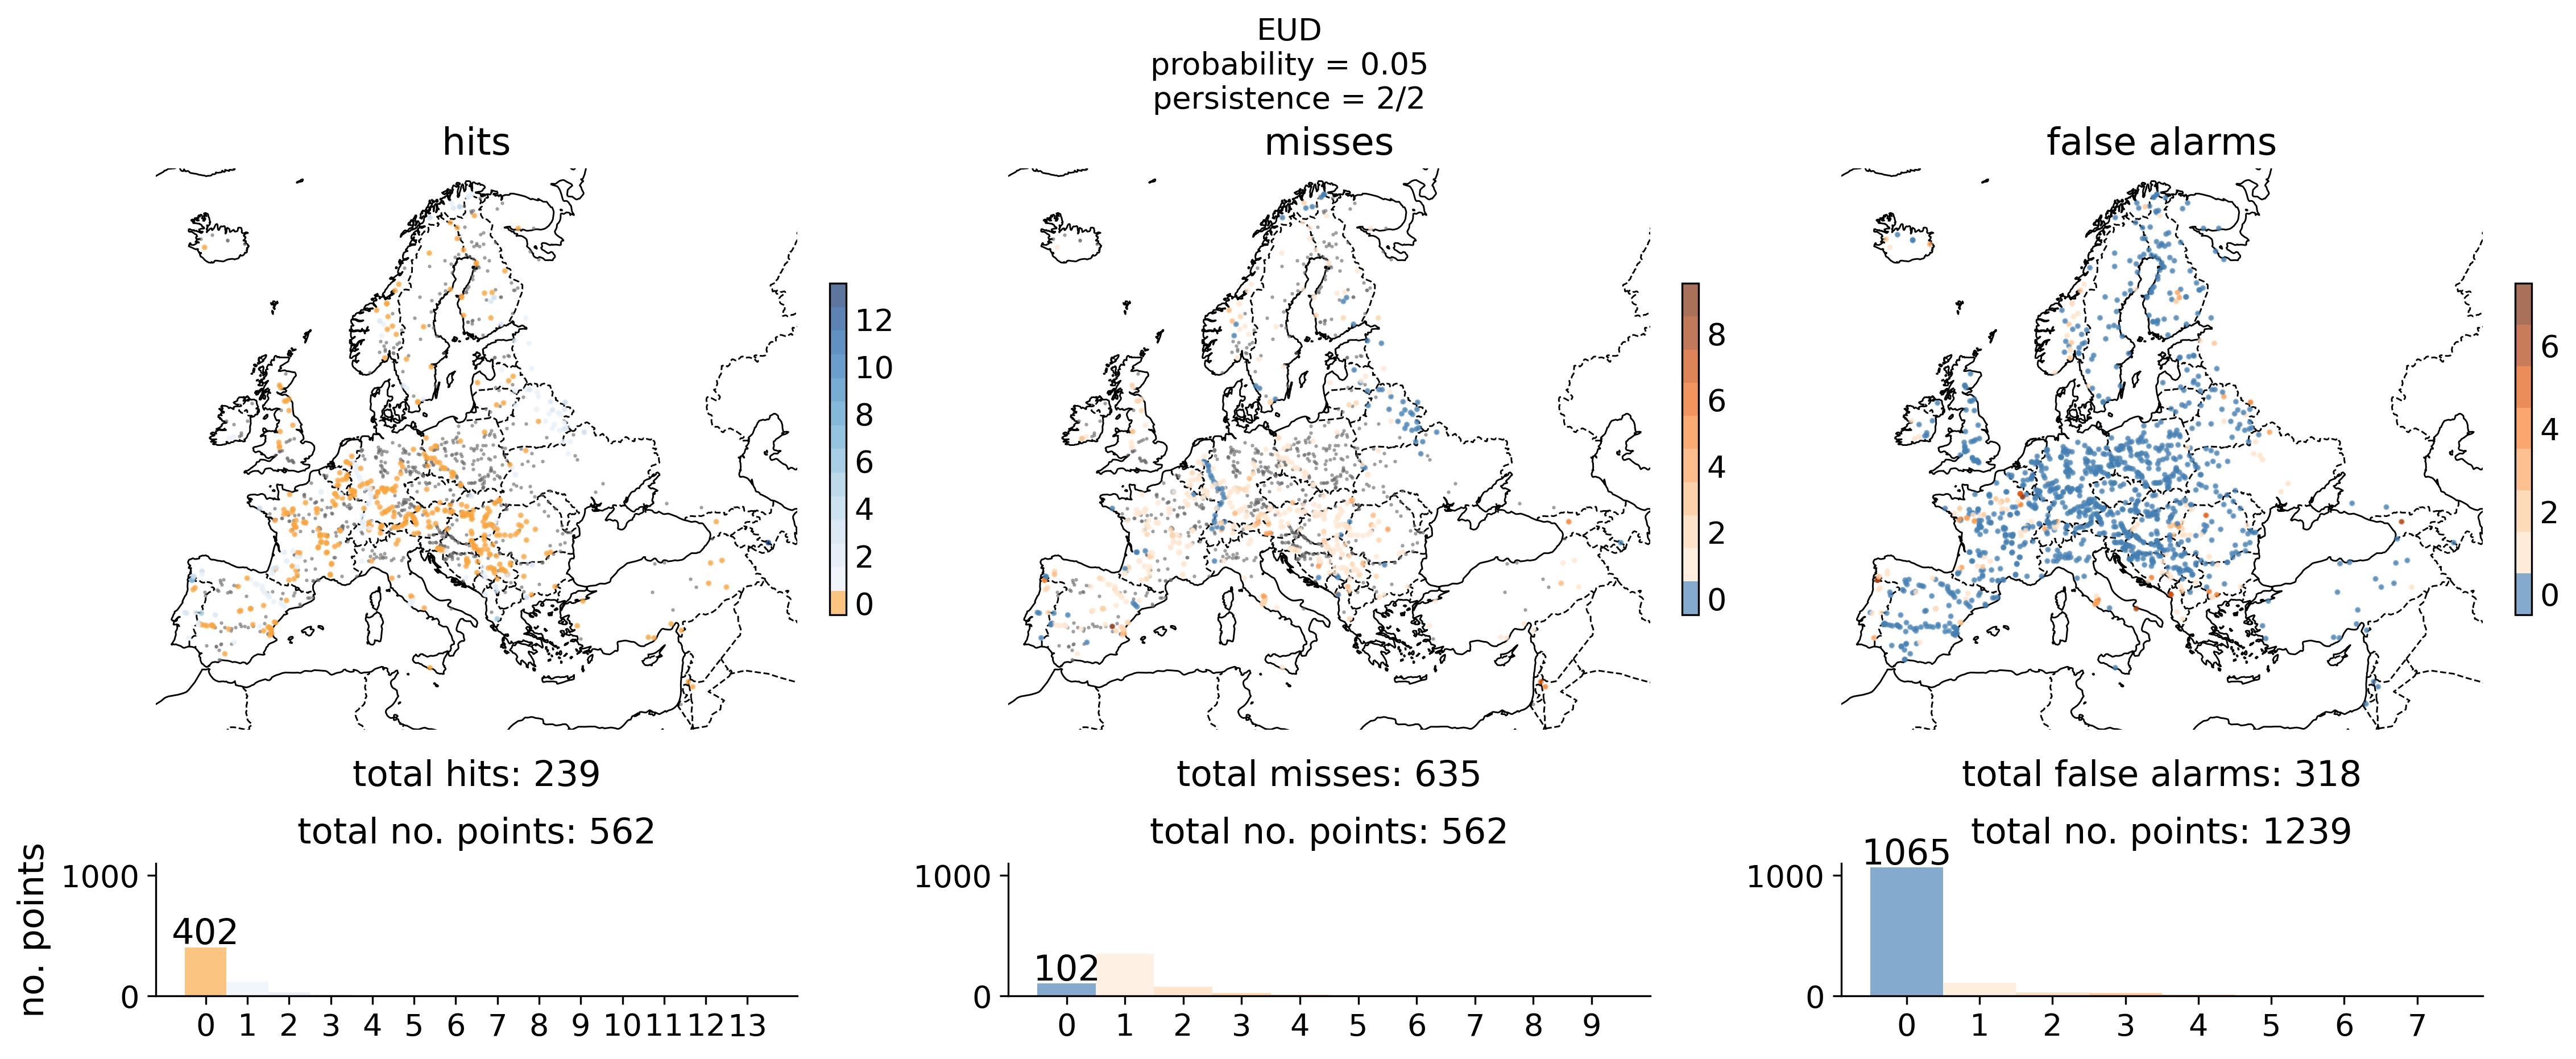 EUD
probability = 0.05
persistence = 2/2
hits
misses
false alarms
12
10
8
6
4
2
0
8
6
4
2
0
6
4
2
0
total hits: 239
total misses: 635
total false alarms: 318
total no. points: 562
total no. points: 562
total no. points: 1239
no. points
1000
0
402
0 1 2 3 4 5 6 7 8 9 10 11 12 13
1000
0
102
0 1 2 3 4 5 6 7 8 9
1000
0
1065
0 1 2 3 4 5 6 7